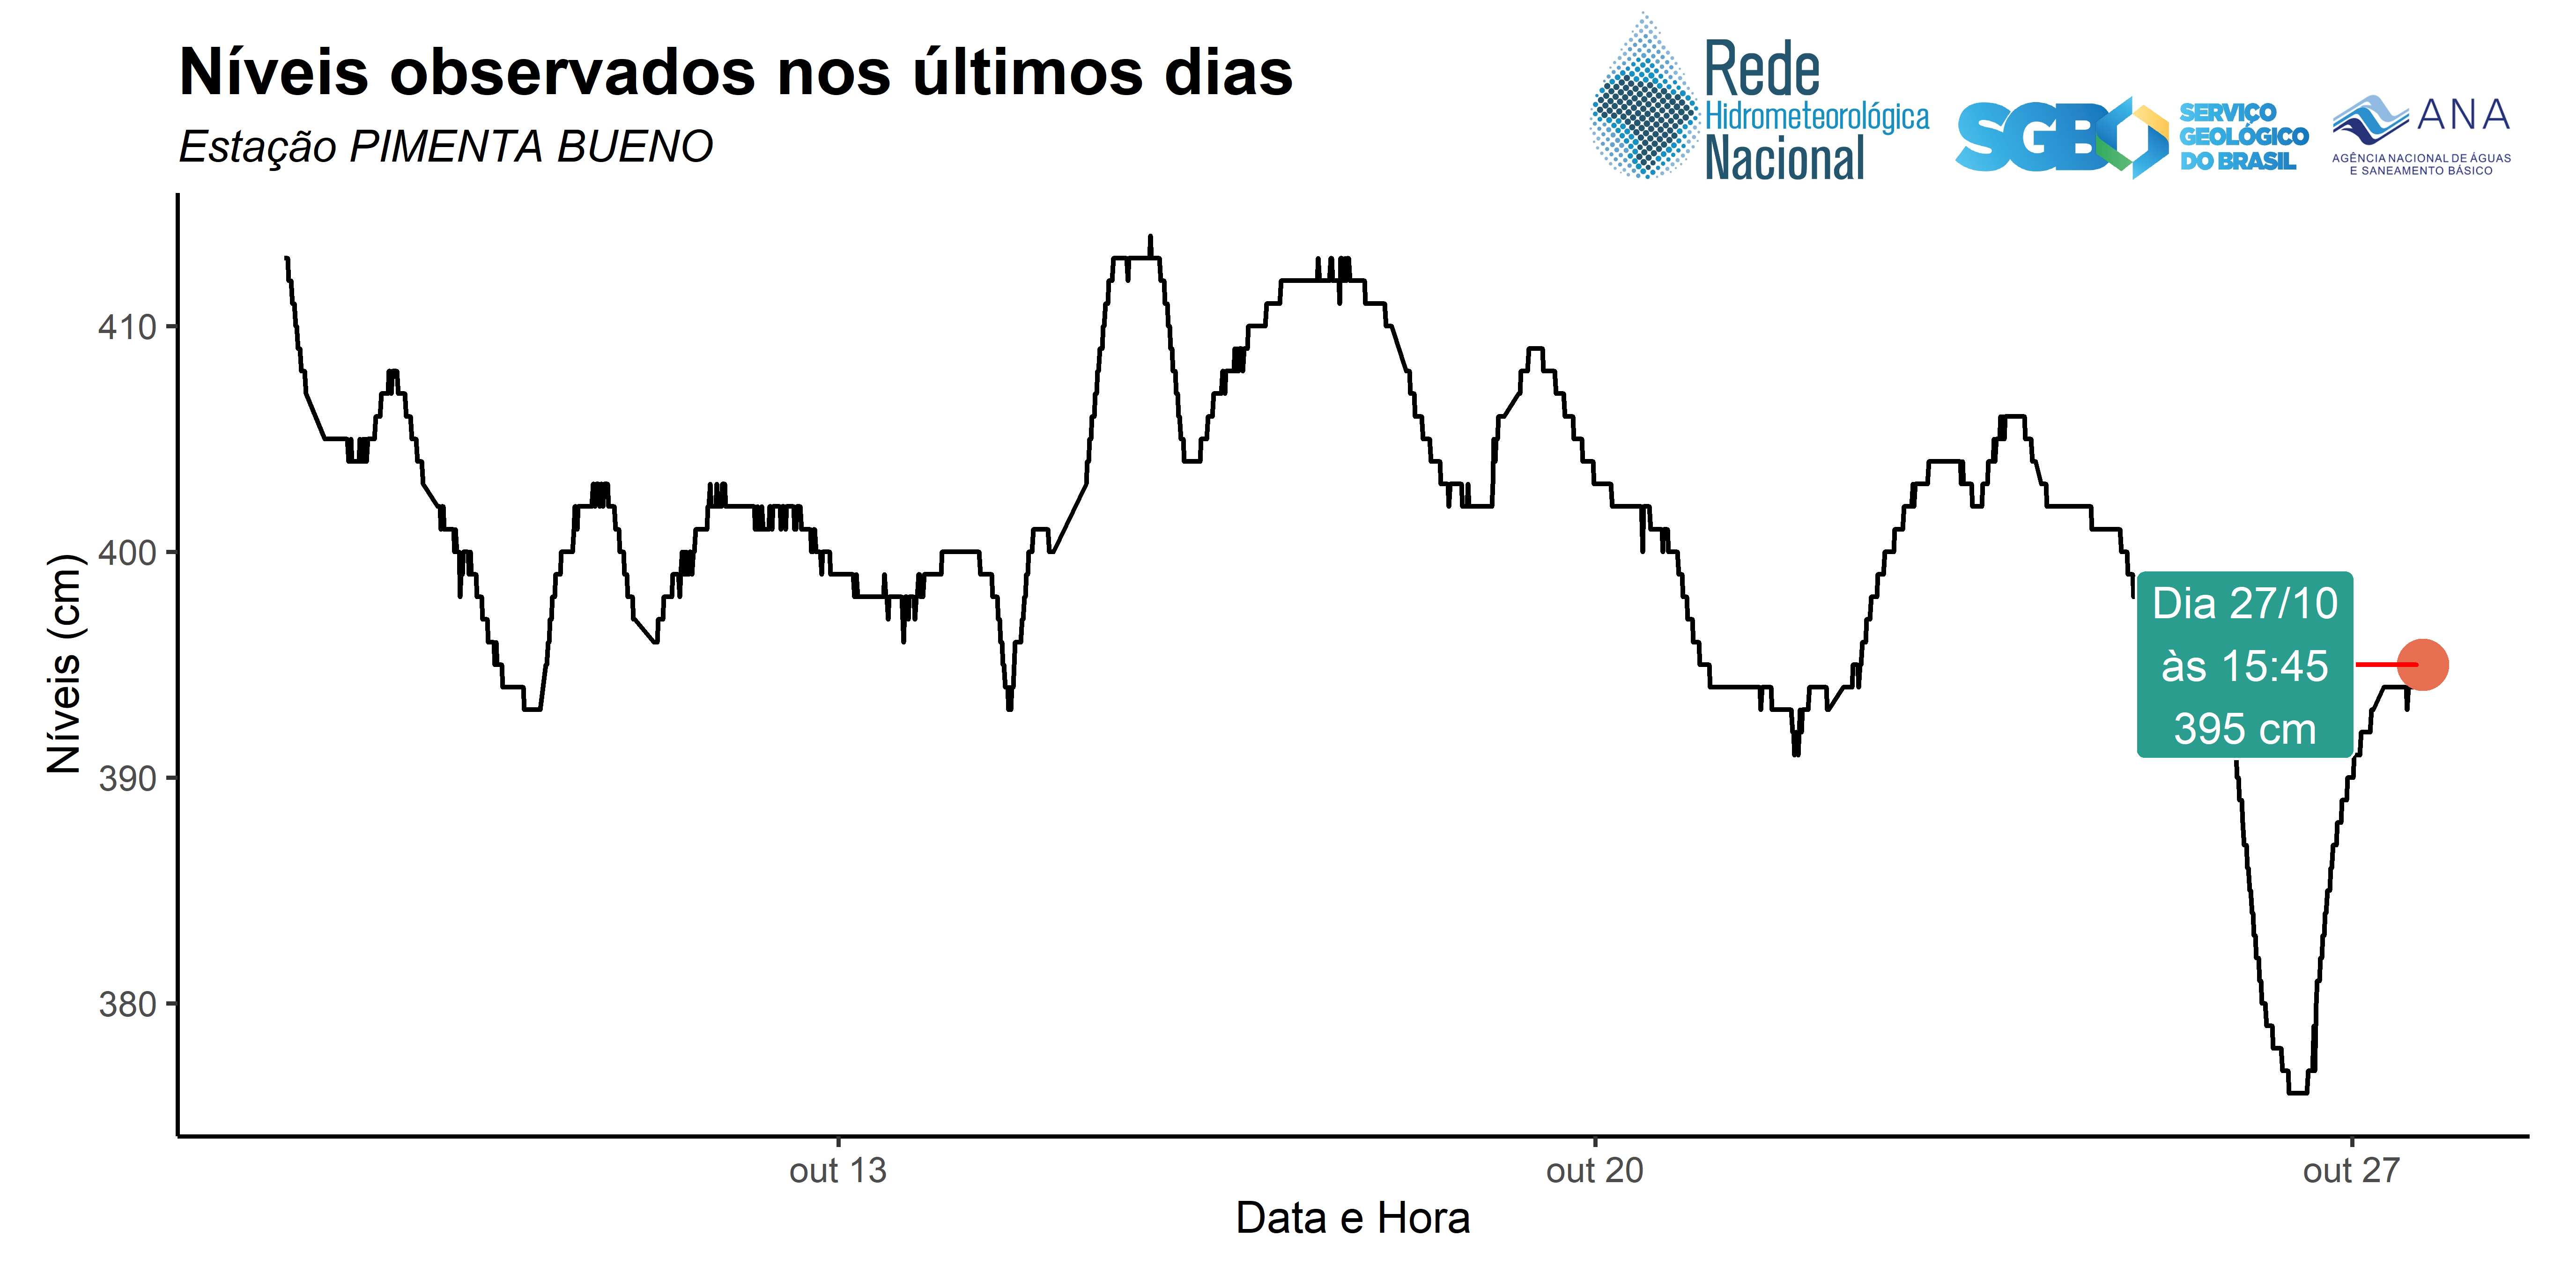 Níveis observados nos últimos dias
Estação PIMENTA BUENO
Rede
Hidrometeorológica
Nacional
SGB
SERVIÇO
GEOLÓGICO
DO BRASIL
ANA
AGÊNCIA NACIONAL DE ÁGUAS
E SANEAMENTO BÁSICO
Níveis (cm)
410
400
390
380
Dia 27/10
às 15:45
395 cm
out 13
out 20
out 27
Data e Hora